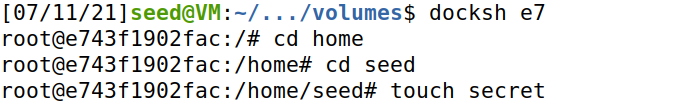 [07/11/21]seed@VM:~/.../volumes$ docksh e7
root@e743f1902fac:/# cd home
root@e743f1902fac:/home# cd seed
root@e743f1902fac:/home/seed# touch secret